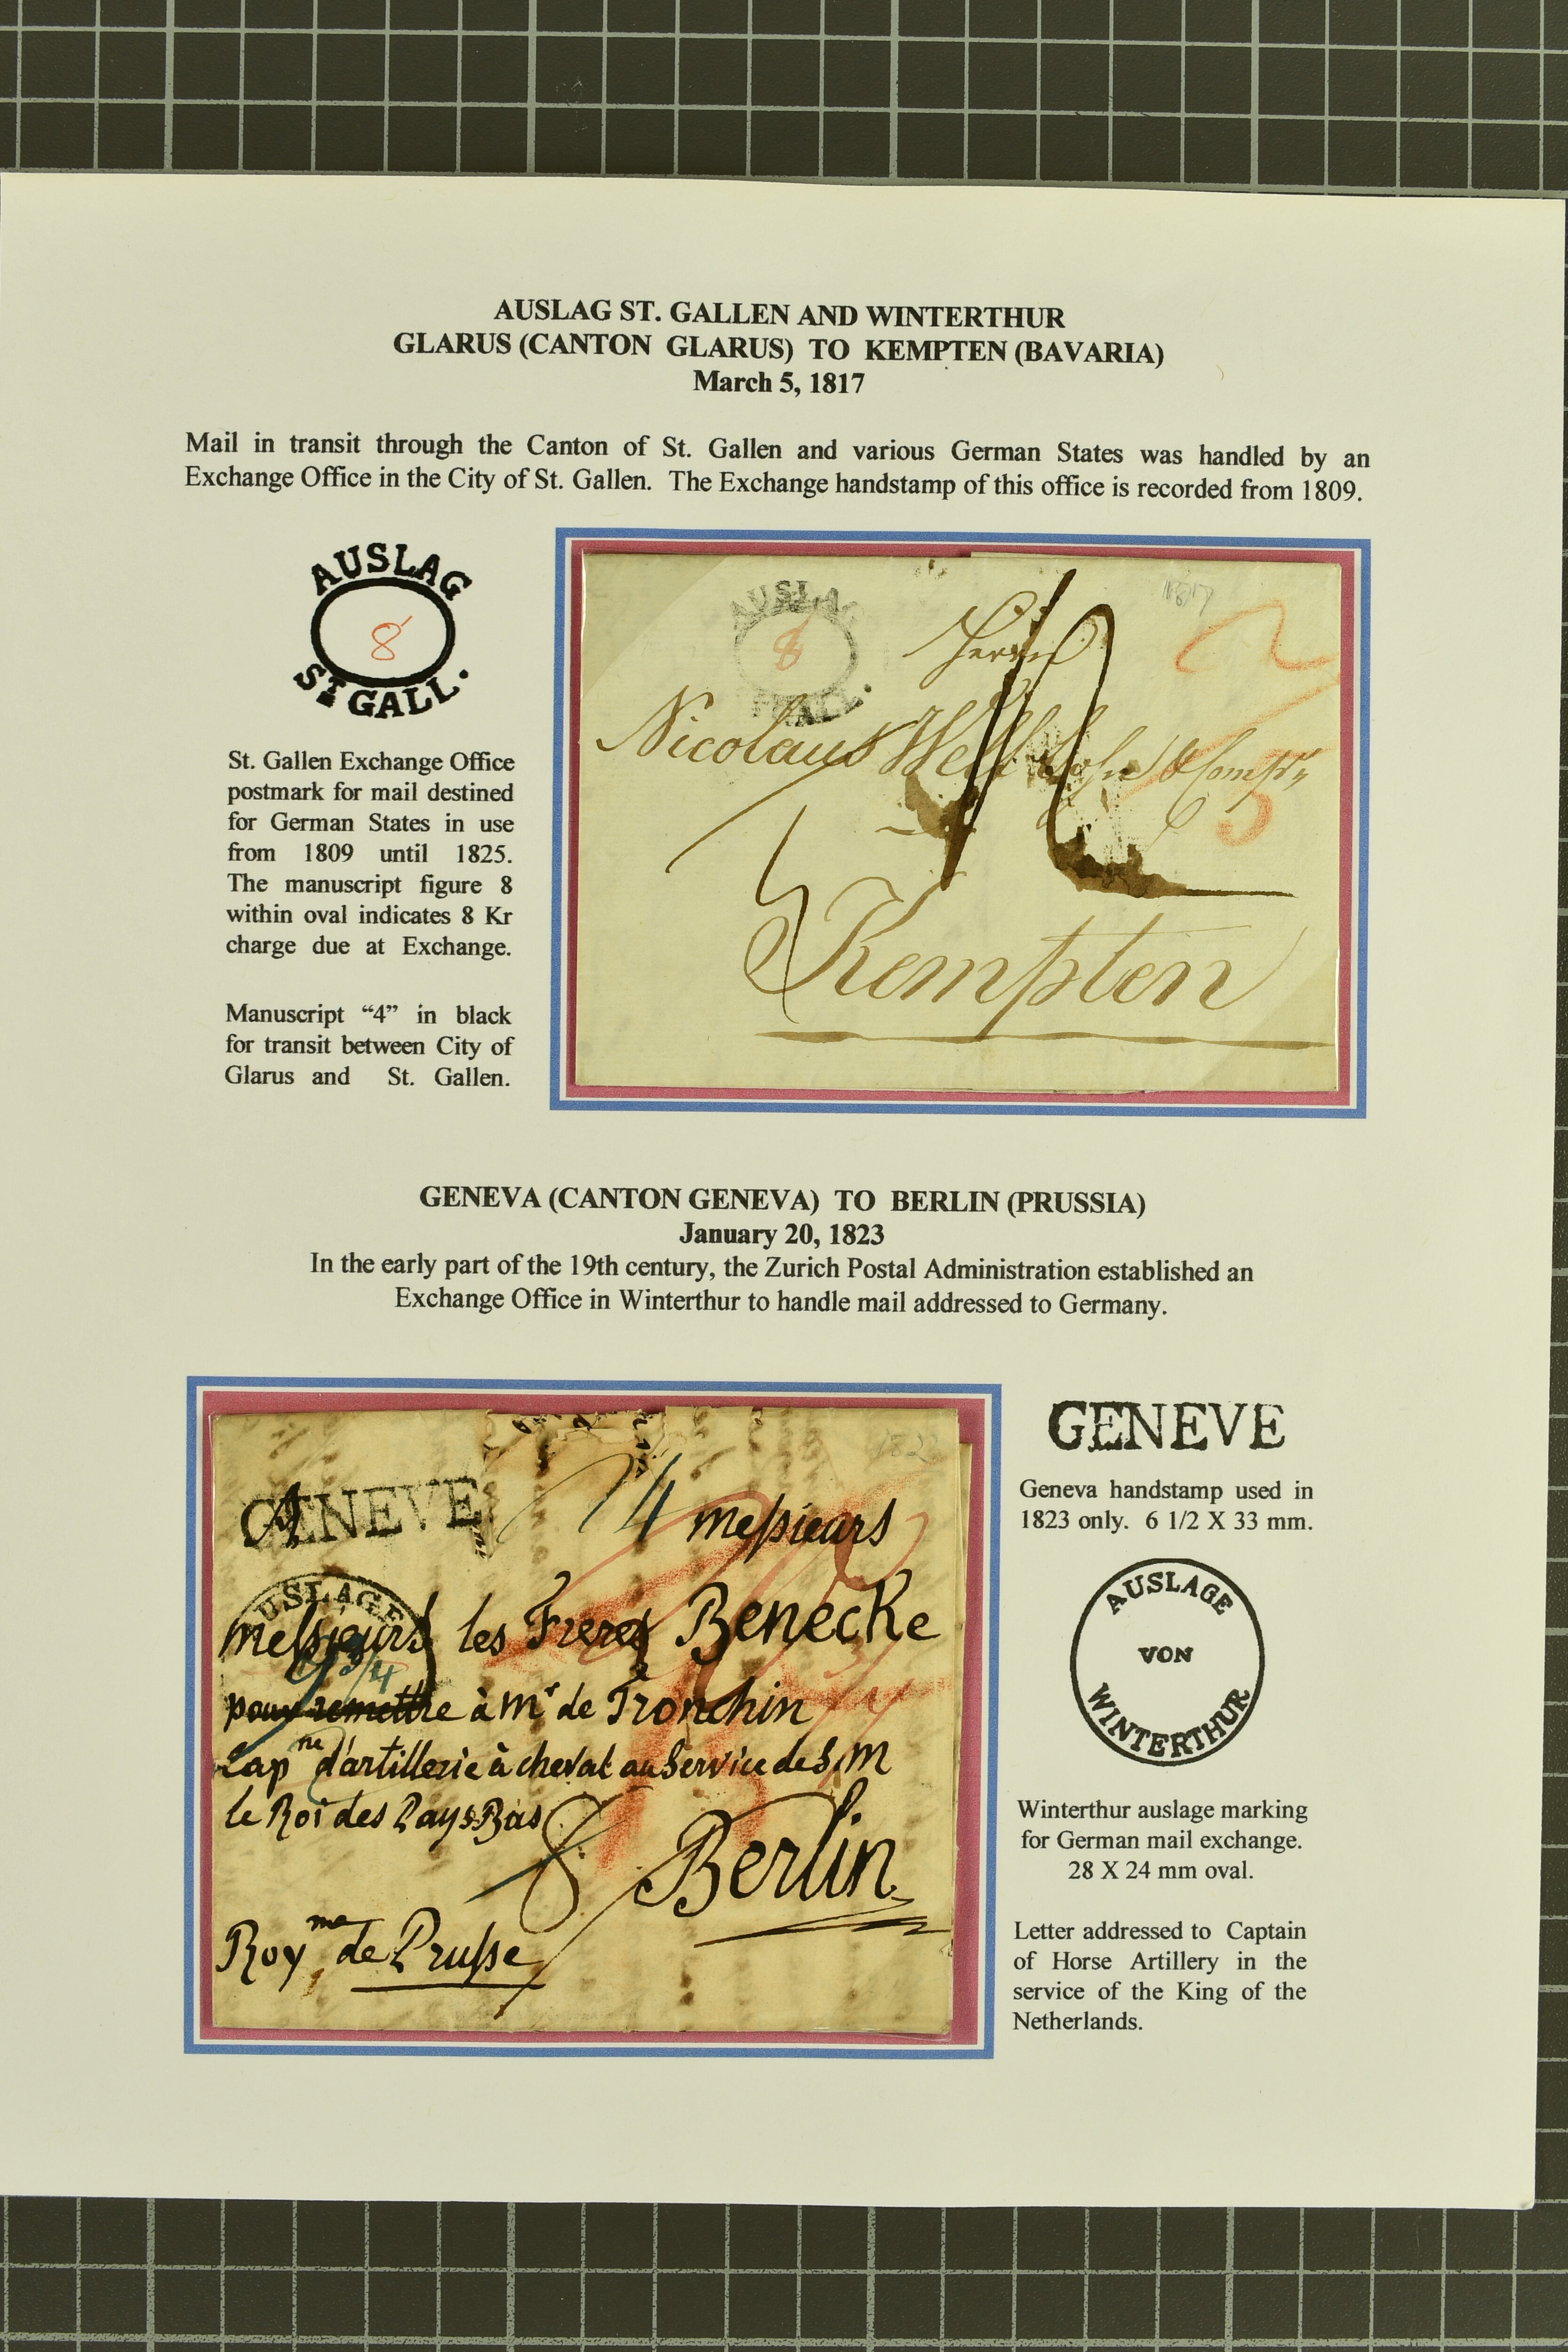 AUSLAG ST. GALLEN AND WINTERTHUR
GLARUS (CANTON GLARUS) TO KEMPTEN (BAVARIA)
March 5, 1817
Mail in transit through the Canton of St. Gallen and various German States was handled by an
Exchange Office in the City of St. Gallen. The Exchange handstamp of this office is recorded from 1809.
AUSLAG
8
ST GALL.
St. Gallen Exchange Office
postmark for mail destined
for German States in use
from 1809 until 1825.
The manuscript figure 8
within oval indicates 8 Kr
charge due at Exchange.
Manuscript “4” in black
for transit between City of
Glarus and St. Gallen.
AUSLAG
8
GALL.
1817
Herrn
Nicolaus
Kempten
GENEVA (CANTON GENEVA) TO BERLIN (PRUSSIA)
January 20, 1823
In the early part of the 19th century, the Zurich Postal Administration established an
Exchange Office in Winterthur to handle mail addressed to Germany.
GENEVE
A messieurs
AUSLAGE
messieurs les Freres Benecke
pour remettre à Mr de Tronchin
Capne d'artillerie à cheval au Service de S. M
le Roi des Pays-Bas
Berlin
Royme de Prusse
GENEVE
Geneva handstamp used in
1823 only. 6 1/2 X 33 mm.
AUSLAGE
VON
WINTERTHUR
Winterthur auslage marking
for German mail exchange.
28 X 24 mm oval.
Letter addressed to Captain
of Horse Artillery in the
service of the King of the
Netherlands.